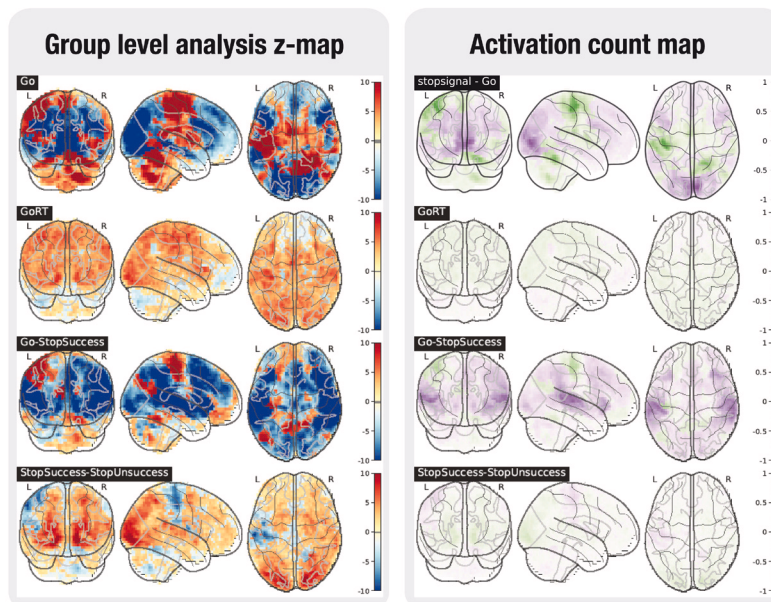 Group level analysis z-map
Go
L R
10
5
0
-5
-10
GoRT
L R
10
5
0
-5
-10
Go-StopSuccess
L R
10
5
0
-5
-10
StopSuccess-StopUnsuccess
L R
10
5
0
-5
-10
Activation count map
stopsignal - Go
L R
1
0.5
0
-0.5
-1
GoRT
L R
1
0.5
0
-0.5
-1
Go-StopSuccess
L R
1
0.5
0
-0.5
-1
StopSuccess-StopUnsuccess
L R
1
0.5
0
-0.5
-1